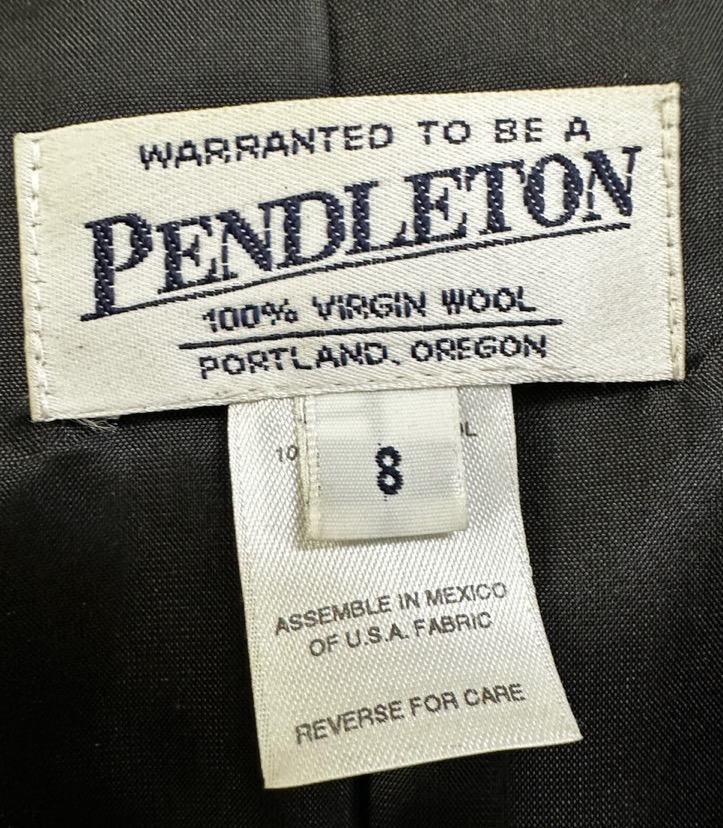 WARRANTED TO BE A
PENDLETON
100% VIRGIN WOOL
PORTLAND, OREGON
8
ASSEMBLE IN MEXICO
OF U.S.A. FABRIC
REVERSE FOR CARE